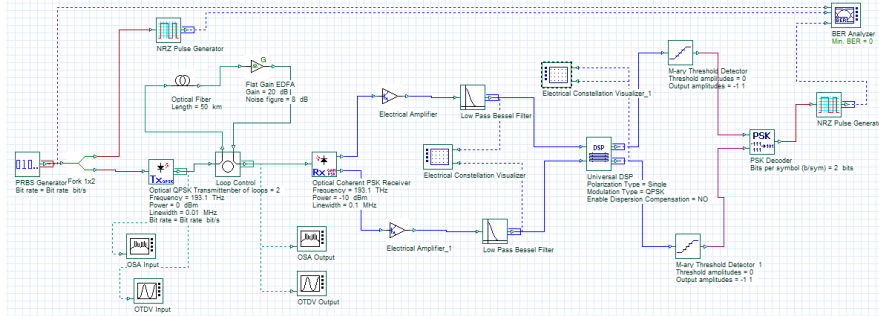 BER Analyzer
Min. BER = 0
NRZ Pulse Generator
G
Flat Gain EDFA
Gain = 20 dB
Noise figure = 8 dB
Optical Fiber
Length = 50 km
Electrical Constellation Visualizer_1
M-ary Threshold Detector
Threshold amplitudes = 0
Output amplitudes = -1 1
Electrical Amplifier
Low Pass Bessel Filter
NRZ Pulse Generat
PSK
PSK Decoder
Bits per symbol (b/sym) = 2 bits
DSP
Universal DSP
Polarization Type = Single
Modulation Type = QPSK
Enable Dispersion Compensation = NO
Electrical Constellation Visualizer
PRBS Generator
Bit rate = Bit rate bit/s
Fork 1x2
Tx
Optical QPSK Transmitter
Frequency = 193.1 THz
Power = 0 dBm
Linewidth = 0.01 MHz
Bit rate = Bit rate bit/s
Loop Control
ber of loops = 2
Rx
Optical Coherent PSK Receiver
Frequency = 193.1 THz
Power = -10 dBm
Linewidth = 0.1 MHz
Electrical Amplifier_1
Low Pass Bessel Filter
M-ary Threshold Detector 1
Threshold amplitudes = 0
Output amplitudes = -1 1
OSA Input
OTDV Input
OSA Output
OTDV Output